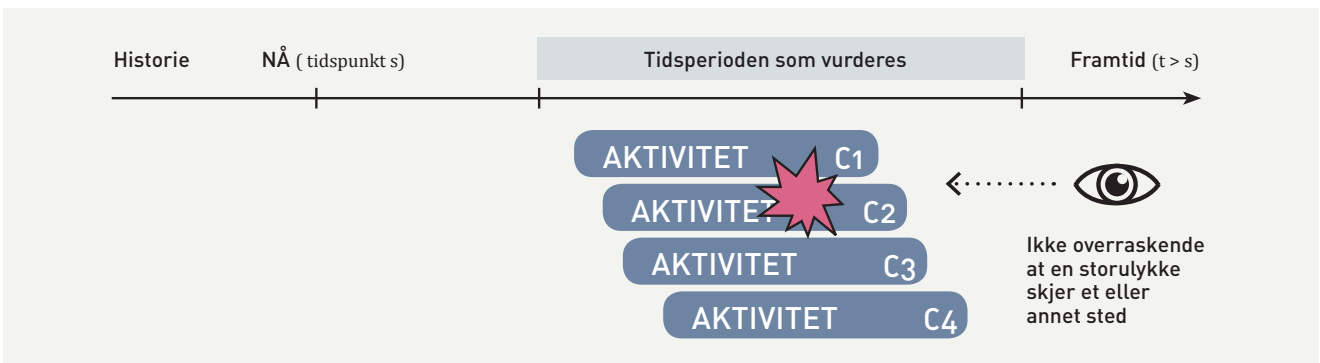 Historie NÅ ( tidspunkt s) Tidsperioden som vurderes Framtid (t > s)
AKTIVITET C1
AKTIVITET C2
AKTIVITET C3
AKTIVITET C4
Ikke overraskende
at en storulykke
skjer et eller
annet sted